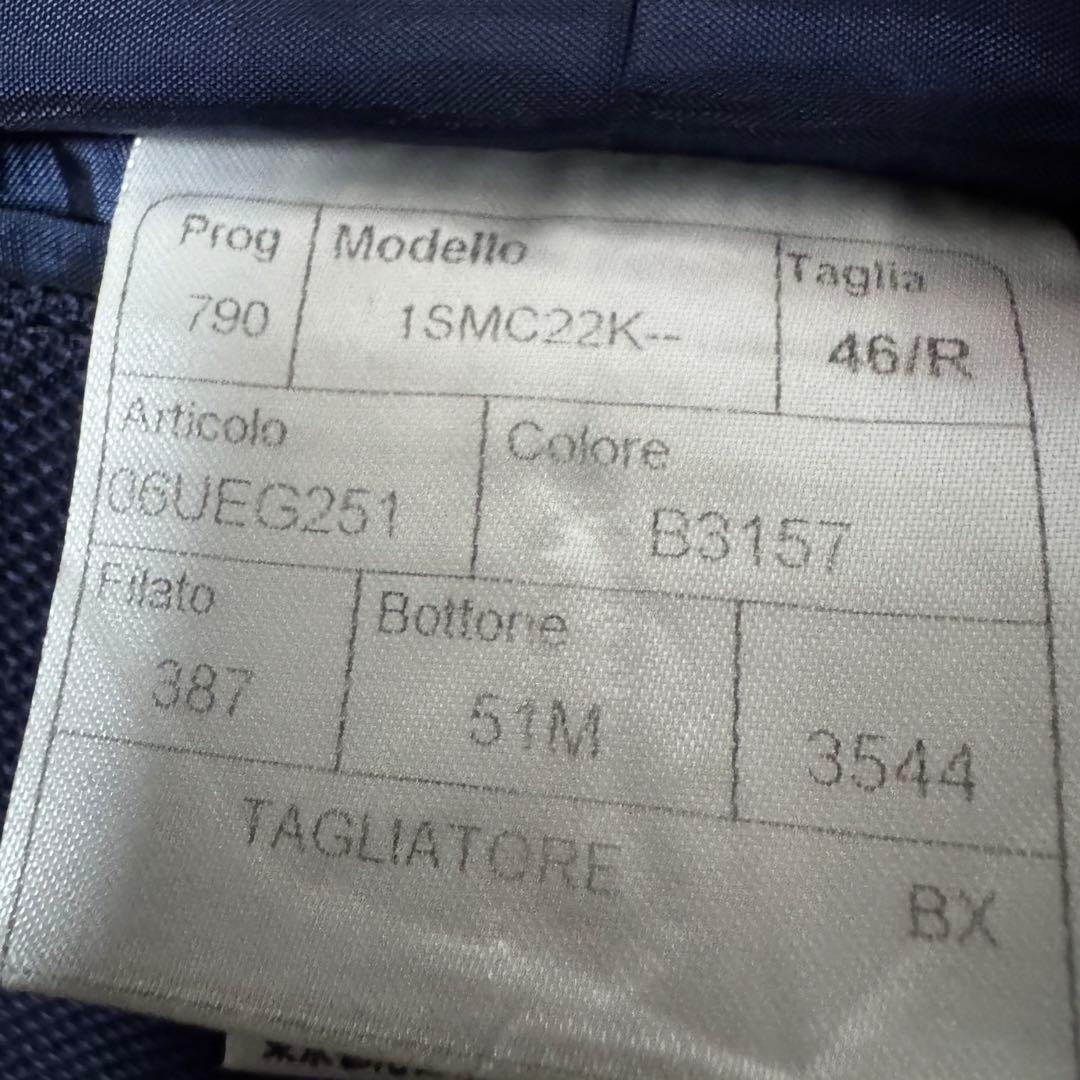 Prog Modello Taglia
790 1SMC22K-- 46/R
Articolo Colore
06UEG251 B3157
Filato Bottone
387 51M 3544
TAGLIATORE
BX